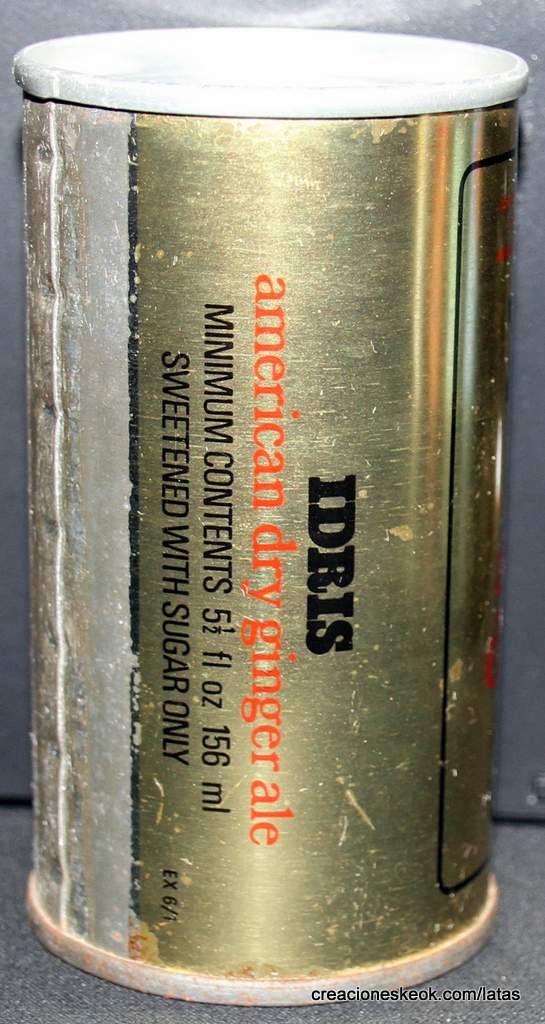 IDRIS
american dry ginger ale
MINIMUM CONTENTS 5½ fl oz 156 ml
SWEETENED WITH SUGAR ONLY
EX 6/1
creacioneskeok.com/latas